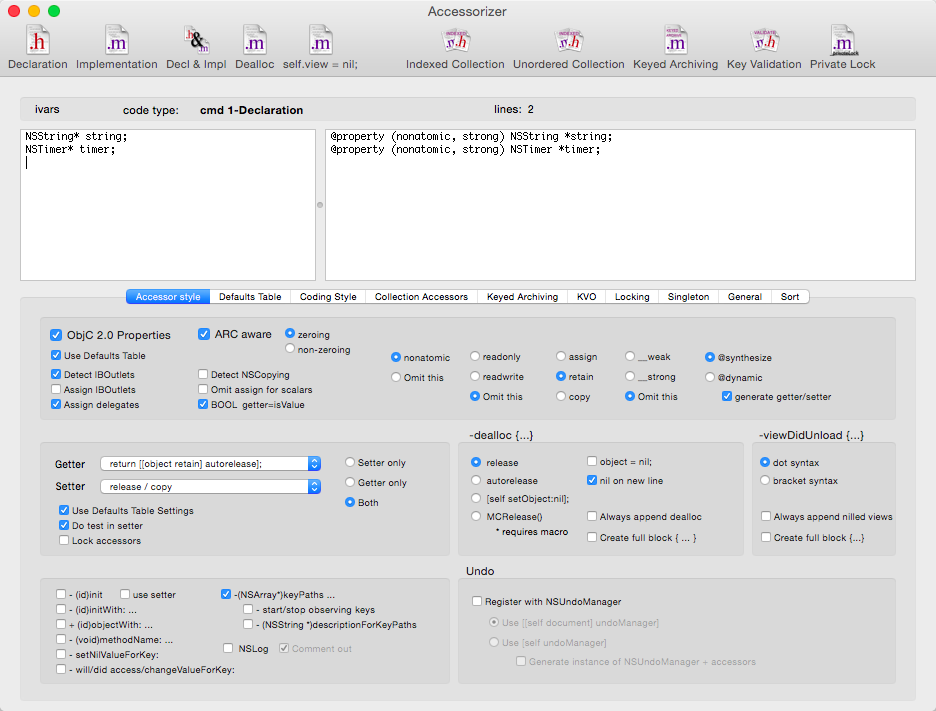 Accessorizer
Declaration Implementation Decl & Impl Dealloc self.view = nil; Indexed Collection Unordered Collection Keyed Archiving Key Validation Private Lock
ivars code type: cmd 1-Declaration lines: 2
NSString* string;
NSTimer* timer;
@property (nonatomic, strong) NSString *string;
@property (nonatomic, strong) NSTimer *timer;
Accessor style Defaults Table Coding Style Collection Accessors Keyed Archiving KVO Locking Singleton General Sort
ObjC 2.0 Properties
Use Defaults Table
Detect IBOutlets
Assign IBOutlets
Assign delegates
ARC aware
zeroing
non-zeroing
Detect NSCopying
Omit assign for scalars
BOOL getter=isValue
nonatomic
Omit this
readonly
readwrite
Omit this
assign
retain
copy
__weak
__strong
Omit this
@synthesize
@dynamic
generate getter/setter
Getter return [[object retain] autorelease];
Setter release / copy
Use Defaults Table Settings
Do test in setter
Lock accessors
Setter only
Getter only
Both
-dealloc {...}
release
autorelease
[self setObject:nil];
MCRelease()
* requires macro
object = nil;
nil on new line
Always append dealloc
Create full block { ... }
-viewDidUnload {...}
dot syntax
bracket syntax
Always append nilled views
Create full block {...}
- (id)init use setter
- (id)initWith: ...
+ (id)objectWith: ...
- (void)methodName: ...
- setNilValueForKey:
- will/did access/changeValueForKey:
-(NSArray*)keyPaths ...
- start/stop observing keys
- (NSString *)descriptionForKeyPaths
NSLog Comment out
Undo
Register with NSUndoManager
Use [[self document] undoManager]
Use [self undoManager]
Generate instance of NSUndoManager + accessors